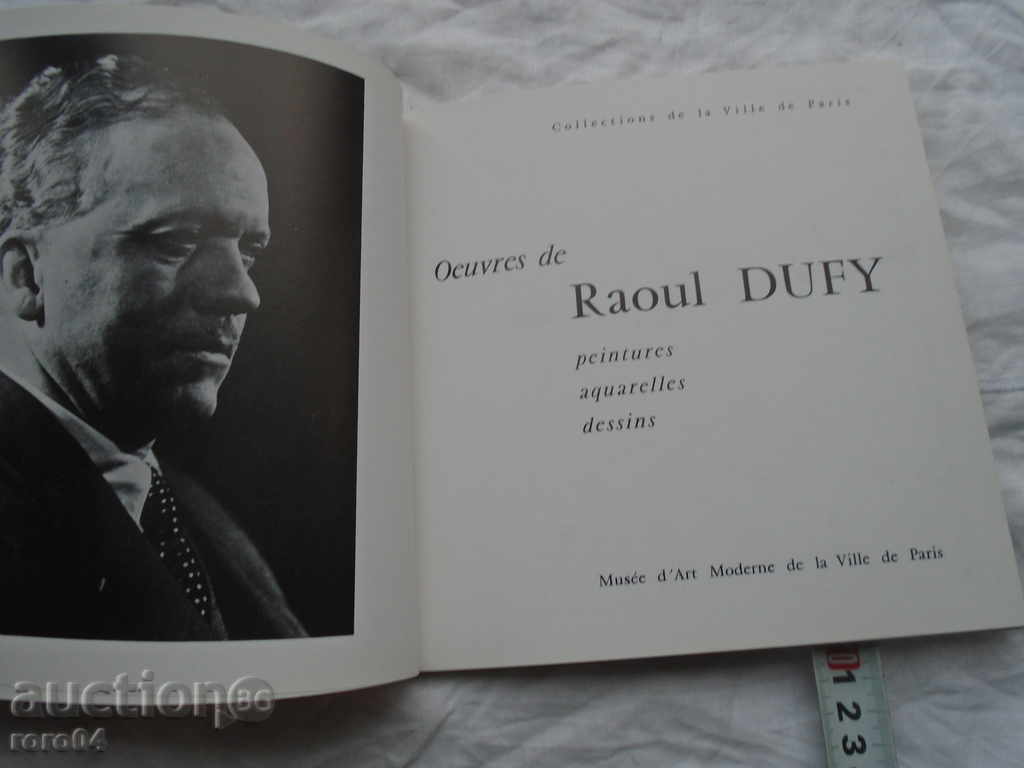 Collections de la Ville de Paris
Oeuvres de
Raoul DUFY
peintures
aquarelles
dessins
Musée d'Art Moderne de la Ville de Paris
0 1 2 3
auction86
roro04